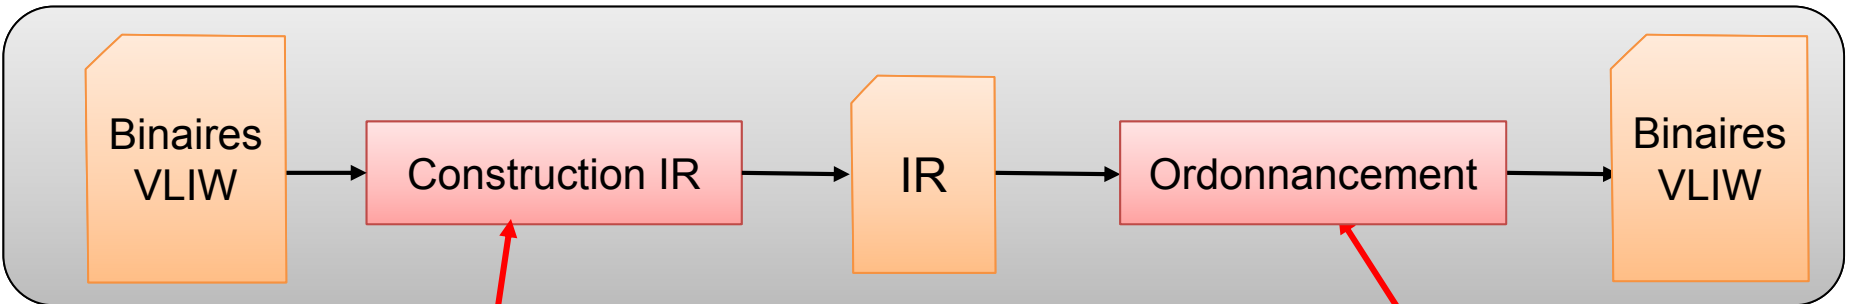 Binaires
VLIW
Construction IR
IR
Ordonnancement
Binaires
VLIW